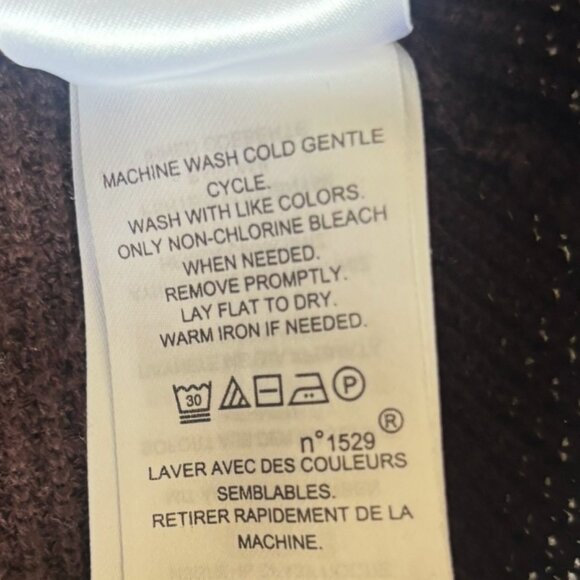 MACHINE WASH COLD GENTLE
CYCLE.
WASH WITH LIKE COLORS.
ONLY NON-CHLORINE BLEACH
WHEN NEEDED.
REMOVE PROMPTLY.
LAY FLAT TO DRY.
WARM IRON IF NEEDED.
30 P
n°1529 ®
LAVER AVEC DES COULEURS
SEMBLABLES.
RETIRER RAPIDEMENT DE LA
MACHINE.